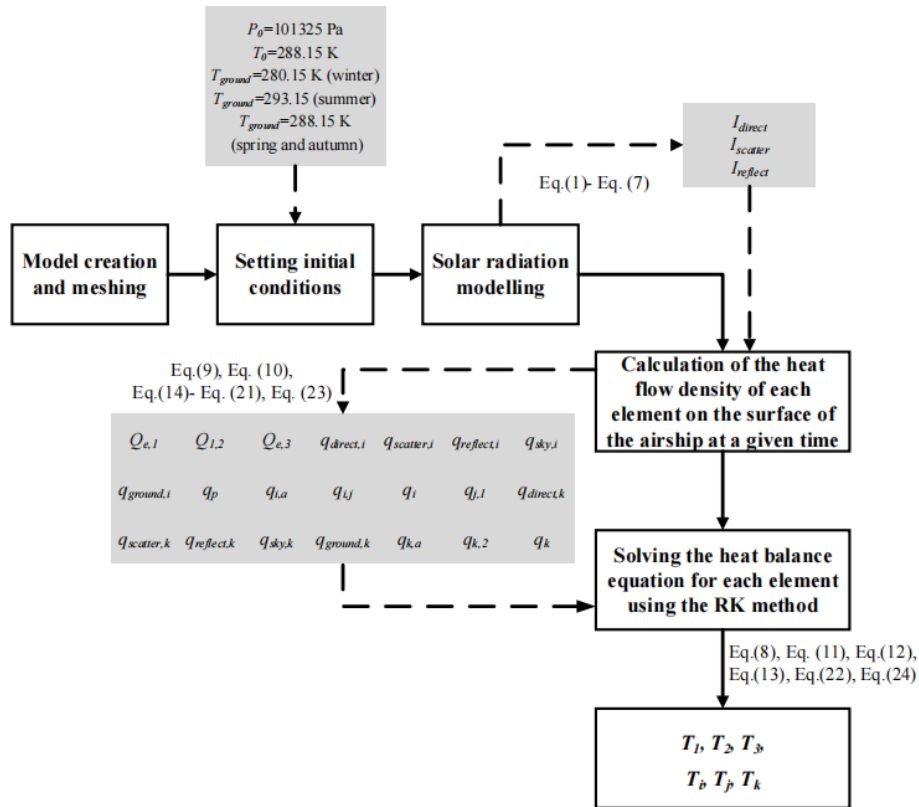 P0=101325 Pa
T0=288.15 K
Tground=280.15 K (winter)
Tground=293.15 (summer)
Tground=288.15 K
(spring and autumn)
Idirect
Iscatter
Ireflect
Eq.(1)- Eq. (7)
Model creation
and meshing
Setting initial
conditions
Solar radiation
modelling
Calculation of the heat
flow density of each
element on the surface of
the airship at a given time
Eq.(9), Eq. (10),
Eq.(14)- Eq. (21), Eq. (23)
Qe,1 Q1,2 Qe,3 qdirect,i qscatter,i qreflect,i qsky,i
qground,i qp qi,a qi,j qi qj,1 qdirect,k
qscatter,k qreflect,k qsky,k qground,k qk,a qk,2 qk
Solving the heat balance
equation for each element
using the RK method
Eq.(8), Eq. (11), Eq.(12),
Eq.(13), Eq.(22), Eq.(24)
T1, T2, T3,
Ti, Tj, Tk